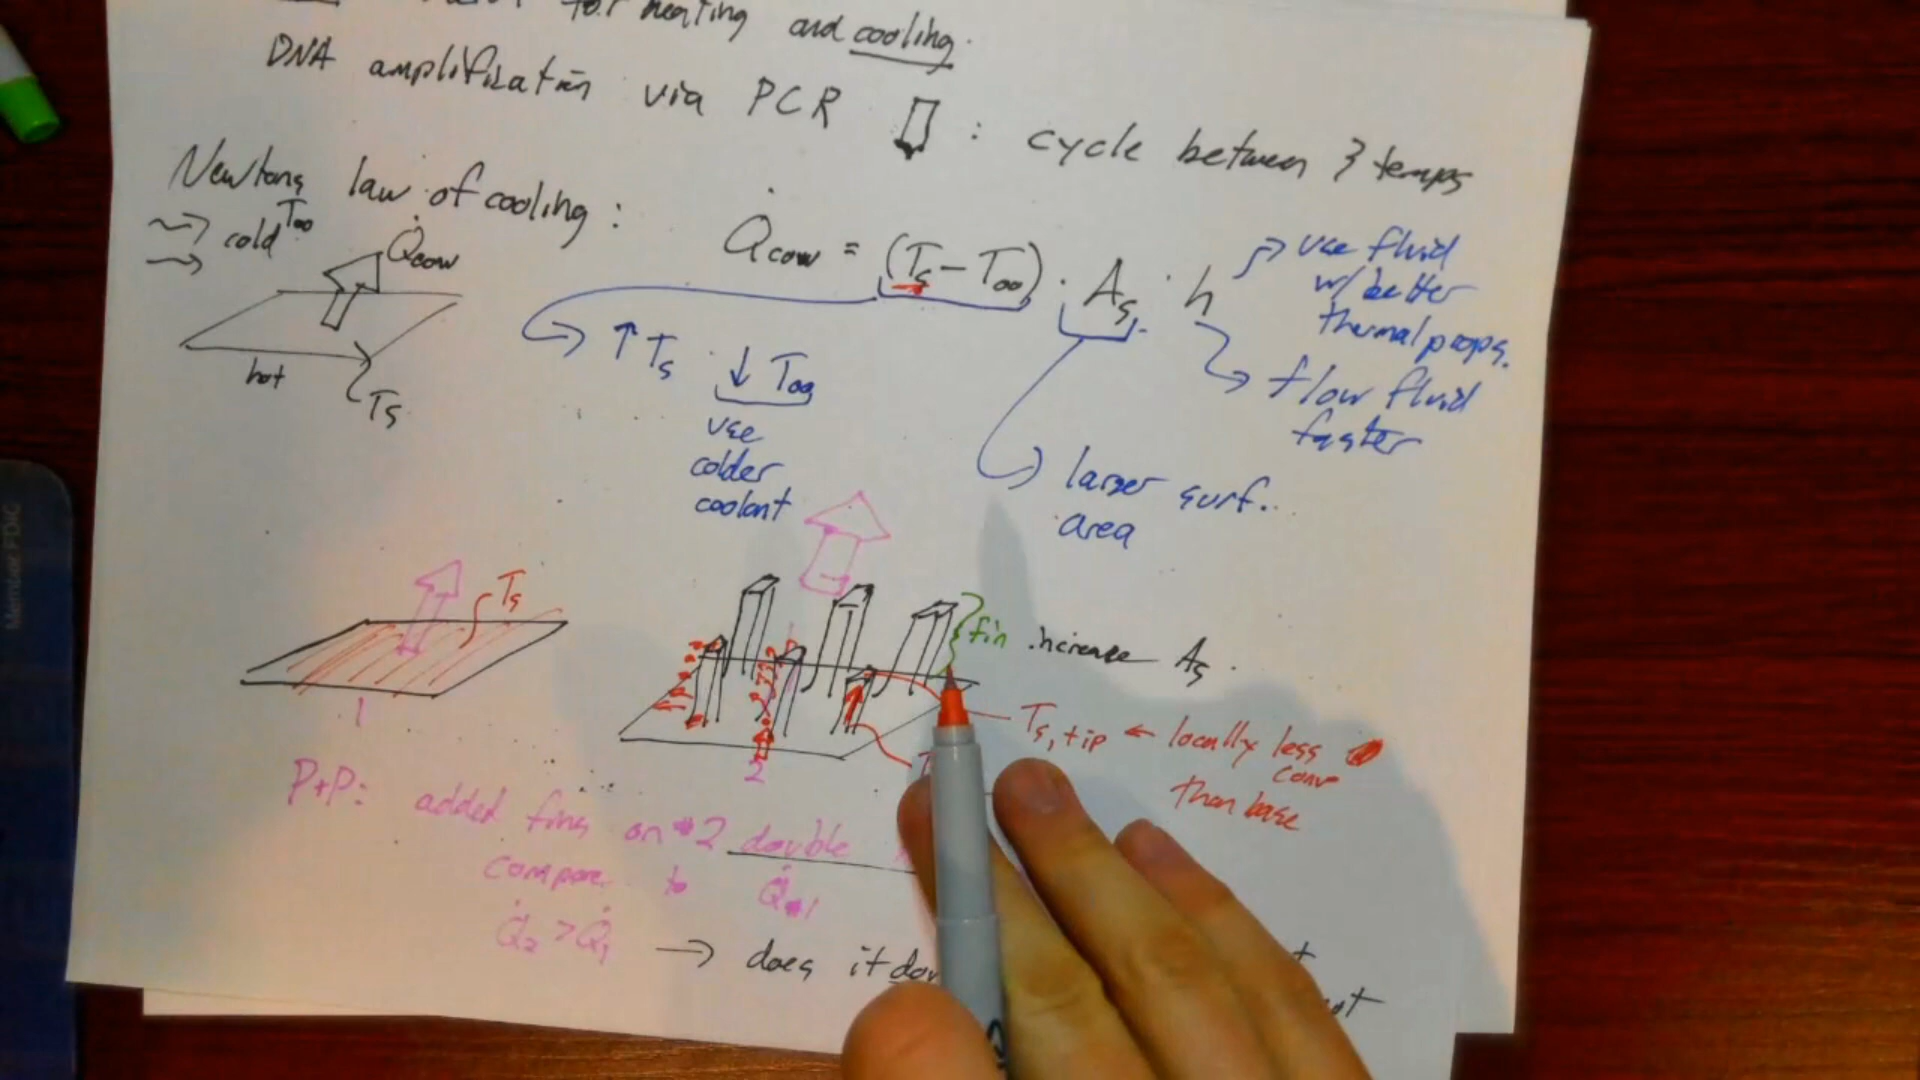 for heating and cooling.
DNA amplification via PCR : cycle between 3 temps
Newtons law of cooling :
Q̇conv = (Ts − T∞) · As · h
cold T∞
Q̇conv
hot
Ts
use fluid
w/ better
thermal props.
flow fluid
faster
↑ Ts ↓ T∞
use
colder
coolant
larger surf.
area
Ts
1
fin
increase As.
Ts, tip ← locally less
conv
than base
2
P+P: added fins on #2 double
compare to Q̇#1
Q̇2 > Q̇1 → does it
Member FDIC